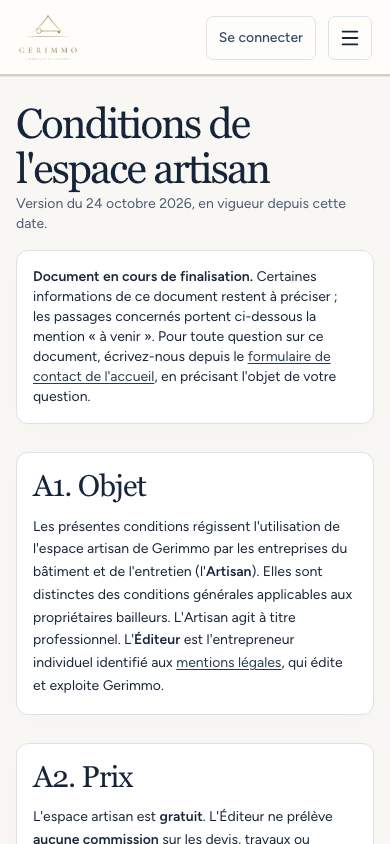 GERIMMO
Se connecter
Conditions de
l'espace artisan
Version du 24 octobre 2026, en vigueur depuis cette
date.
Document en cours de finalisation. Certaines
informations de ce document restent à préciser ;
les passages concernés portent ci-dessous la
mention « à venir ». Pour toute question sur ce
document, écrivez-nous depuis le formulaire de
contact de l'accueil, en précisant l'objet de votre
question.
A1. Objet
Les présentes conditions régissent l'utilisation de
l'espace artisan de Gerimmo par les entreprises du
bâtiment et de l'entretien (l'Artisan). Elles sont
distinctes des conditions générales applicables aux
propriétaires bailleurs. L'Artisan agit à titre
professionnel. L'Éditeur est l'entrepreneur
individuel identifié aux mentions légales, qui édite
et exploite Gerimmo.
A2. Prix
L'espace artisan est gratuit. L'Éditeur ne prélève
aucune commission sur les devis, travaux ou